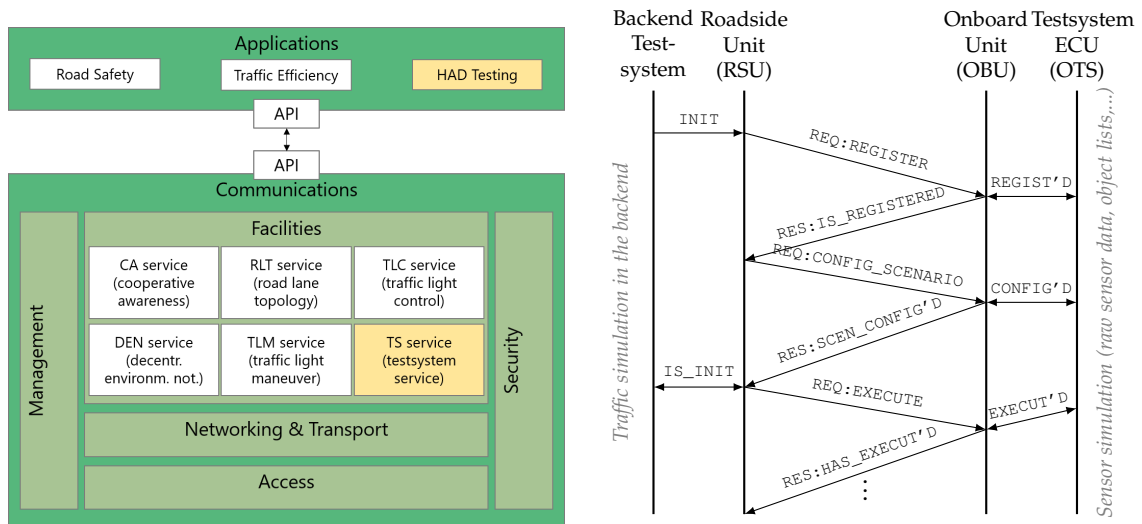 Applications
Road Safety
Traffic Efficiency
HAD Testing
API
API
Communications
Management
Facilities
CA service
(cooperative
awareness)
RLT service
(road lane
topology)
TLC service
(traffic light
control)
DEN service
(decentr.
environm. not.)
TLM service
(traffic light
maneuver)
TS service
(testsystem
service)
Security
Networking & Transport
Access
Backend
Test-
system
Roadside
Unit
(RSU)
Onboard
Unit
(OBU)
Testsystem
ECU
(OTS)
Traffic simulation in the backend
INIT
REQ:REGISTER
REGIST'D
RES:IS_REGISTERED
REQ:CONFIG_SCENARIO
CONFIG'D
RES:SCEN_CONFIG'D
IS_INIT
REQ:EXECUTE
EXECUT'D
RES:HAS_EXECUT'D
⋮
Sensor simulation (raw sensor data, object lists,...)